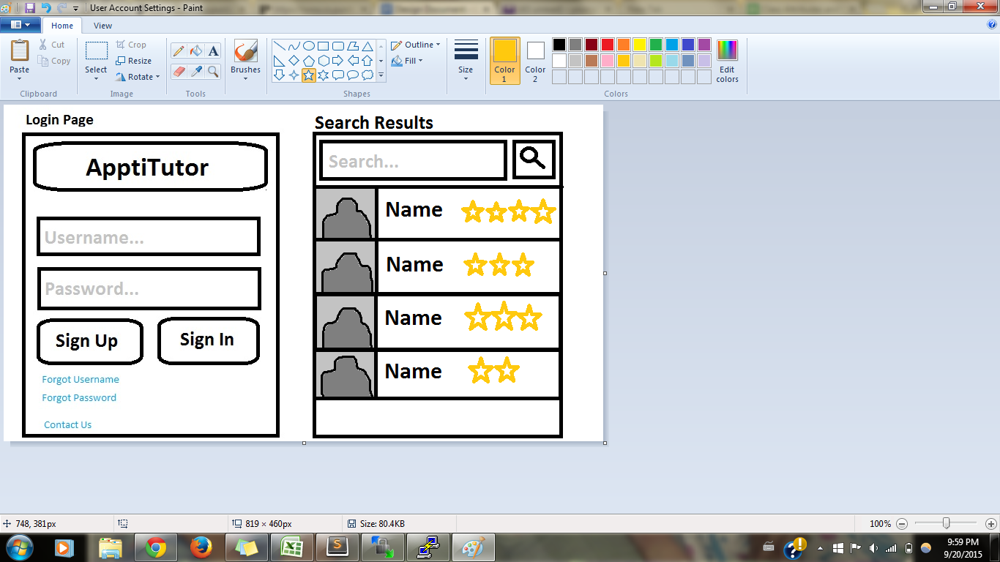 User Account Settings - Paint
Home View
Paste Cut Copy
Clipboard
Select Crop Resize Rotate
Image
A
Tools
Brushes
Shapes
Outline Fill
Size
Color 1 Color 2
Edit colors
Colors
Login Page
ApptiTutor
Username...
Password...
Sign Up Sign In
Forgot Username
Forgot Password
Contact Us
Search Results
Search...
Name
Name
Name
Name
748, 381px 819 × 460px Size: 80.4KB 100%
9:59 PM
9/20/2015